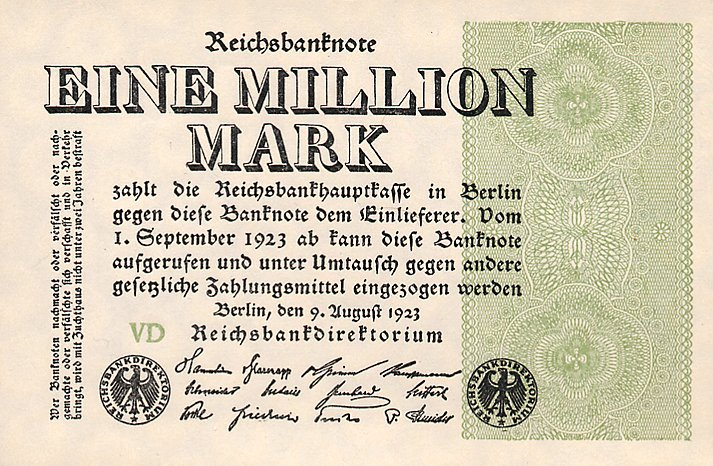 Reichsbanknote
EINE MILLION
MARK
zahlt die Reichsbankhauptkasse in Berlin
gegen diese Banknote dem Einlieferer. Vom
1. September 1923 ab kann diese Banknote
aufgerufen und unter Umtausch gegen andere
gesetzliche Zahlungsmittel eingezogen werden
Berlin, den 9. August 1923
VD Reichsbankdirektorium
Wer Banknoten nachmacht oder verfälscht oder nach-
gemachte oder verfälschte sich verschafft und in Verkehr
bringt, wird mit Zuchthaus nicht unter zwei Jahren bestraft
REICHSBANKDIREKTORIUM
REICHSBANKDIREKTORIUM